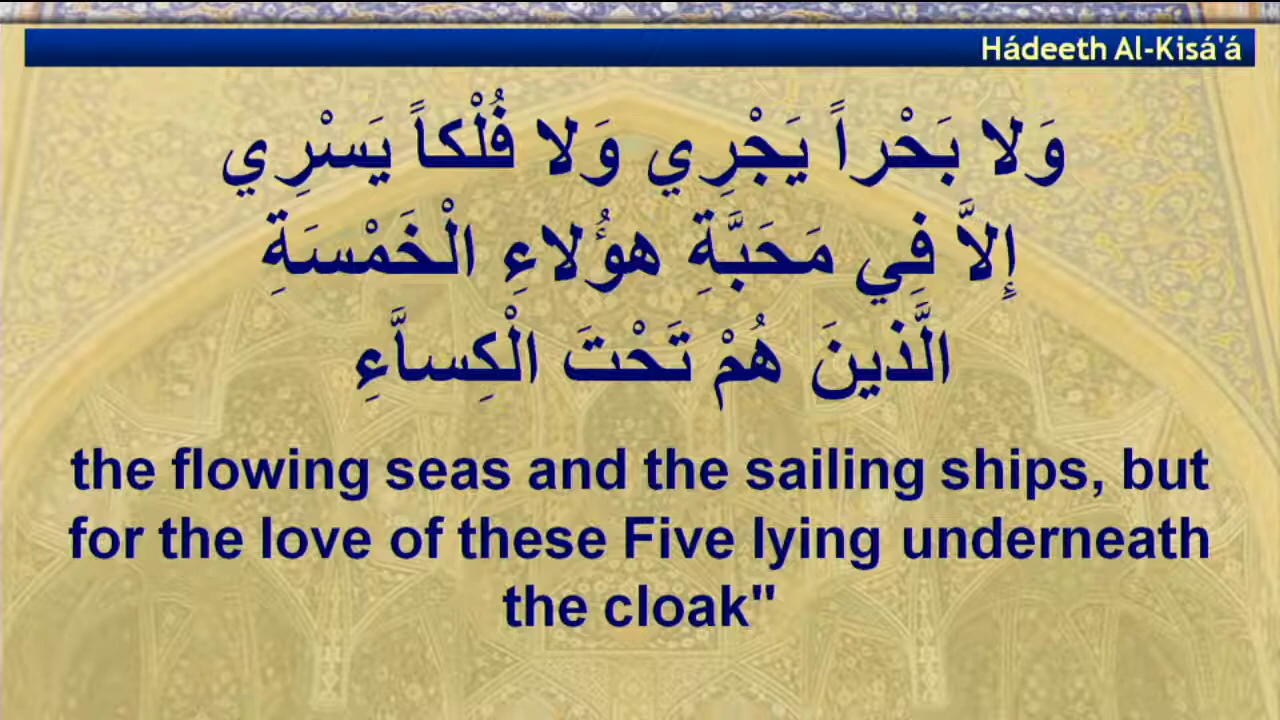 Hádeeth Al-Kisá'á
وَلا بَحْراً يَجْرِي وَلا فُلْكاً يَسْرِي
إِلاَّ فِي مَحَبَّةِ هؤُلاءِ الْخَمْسَةِ
الَّذينَ هُمْ تَحْتَ الْكِساَّءِ
the flowing seas and the sailing ships, but
for the love of these Five lying underneath
the cloak"